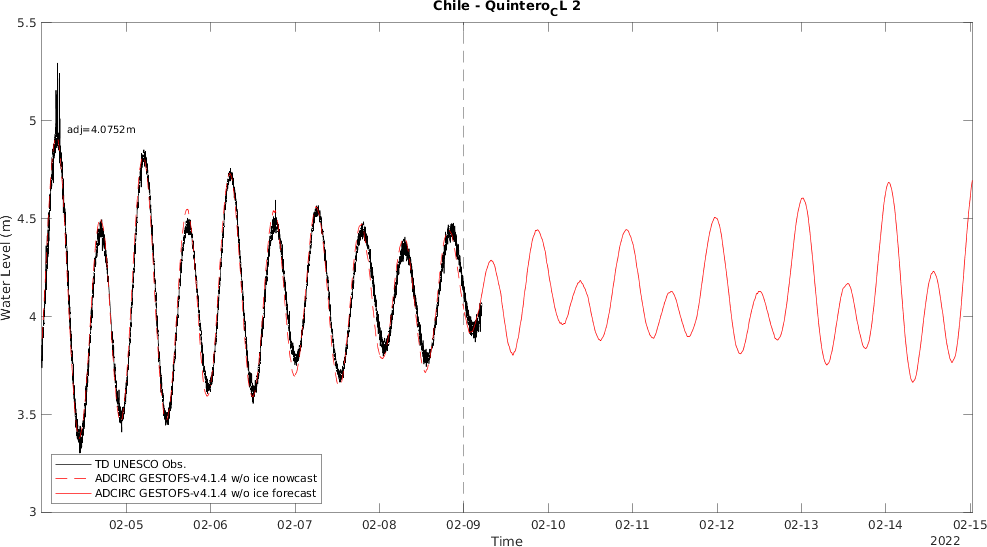 Chile - Quintero_CL 2
5.5
5
4.5
4
3.5
3
Water Level (m)
adj=4.0752m
TD UNESCO Obs.
ADCIRC GESTOFS-v4.1.4 w/o ice nowcast
ADCIRC GESTOFS-v4.1.4 w/o ice forecast
02-05 02-06 02-07 02-08 02-09 02-10 02-11 02-12 02-13 02-14 02-15
Time
2022